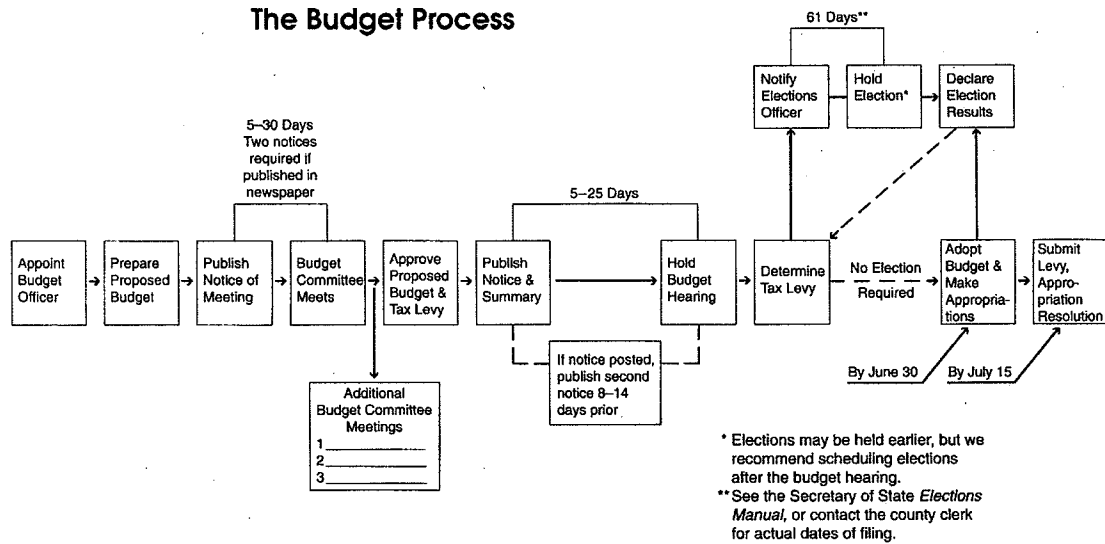 The Budget Process
61 Days**
Notify
Elections
Officer
Hold
Election*
Declare
Election
Results
5–30 Days
Two notices
required if
published in
newspaper
5–25 Days
Appoint
Budget
Officer
Prepare
Proposed
Budget
Publish
Notice of
Meeting
Budget
Committee
Meets
Approve
Proposed
Budget &
Tax Levy
Publish
Notice &
Summary
Hold
Budget
Hearing
Determine
Tax Levy
No Election
Required
Adopt
Budget &
Make
Appropria-
tions
Submit
Levy,
Appro-
priation
Resolution
If notice posted,
publish second
notice 8–14
days prior
By June 30
By July 15
Additional
Budget Committee
Meetings
1
2
3
* Elections may be held earlier, but we
recommend scheduling elections
after the budget hearing.
** See the Secretary of State Elections
Manual, or contact the county clerk
for actual dates of filing.